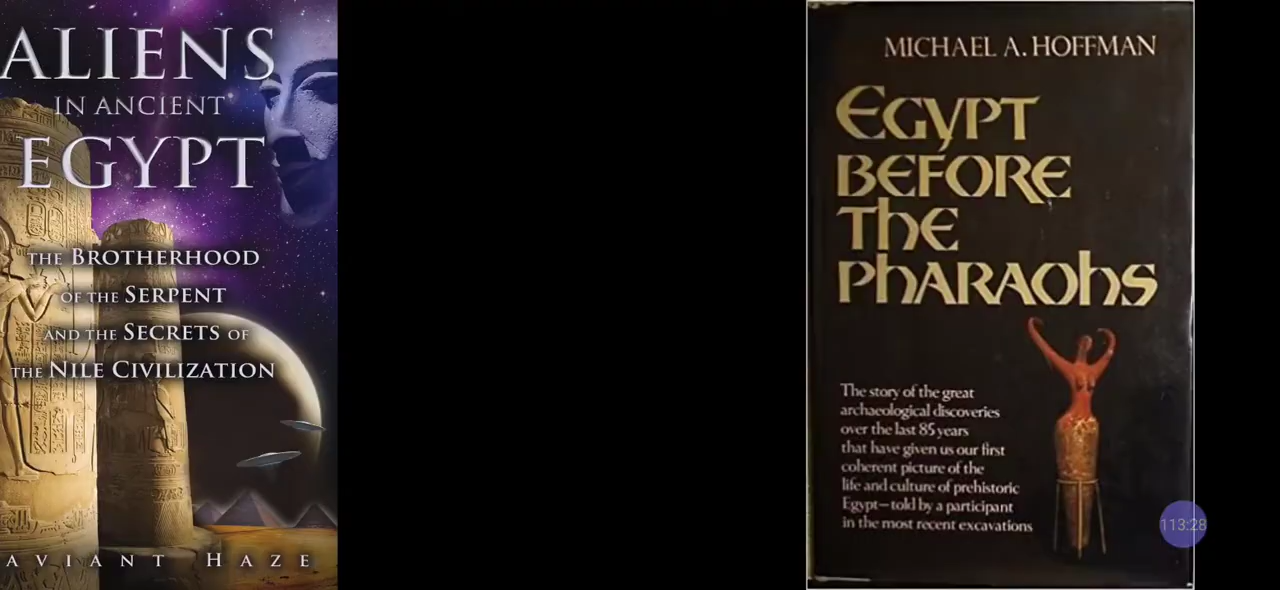 ALIENS
IN ANCIENT
EGYPT
THE BROTHERHOOD
OF THE SERPENT
AND THE SECRETS OF
THE NILE CIVILIZATION
AVIANT HAZE
MICHAEL A. HOFFMAN
EGYPT
BEFORE
THE
PHARAOHS
The story of the great
archaeological discoveries
over the last 85 years
that have given us our first
coherent picture of the
life and culture of prehistoric
Egypt—told by a participant
in the most recent excavations
113:28